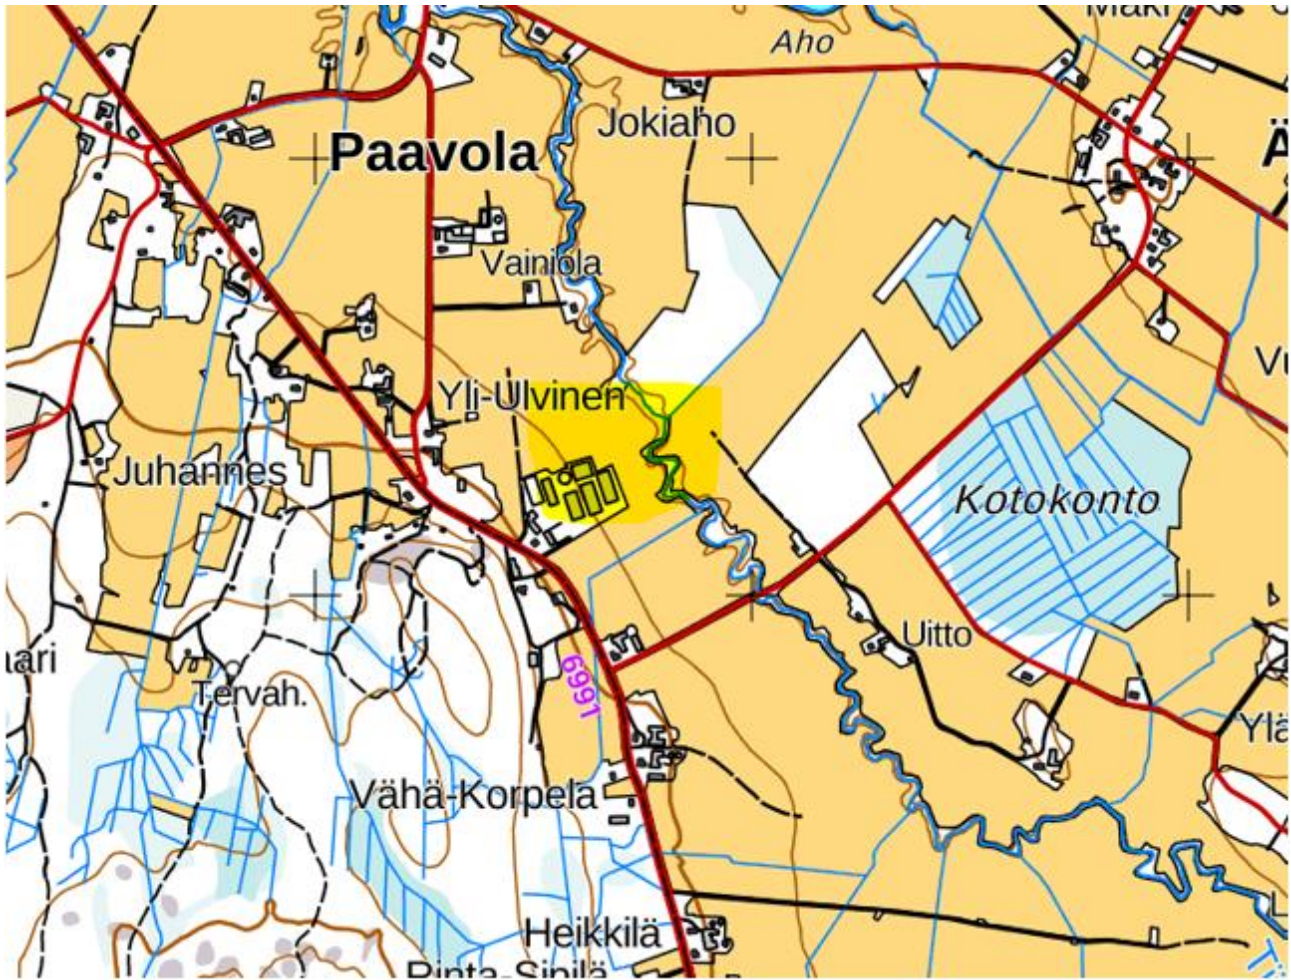 Aho
Jokiaho
Paavola
Vainiola
Yli-Ulvinen
Juhannes
Kotokonto
Uitto
Tervah.
6991
Vähä-Korpela
Heikkilä